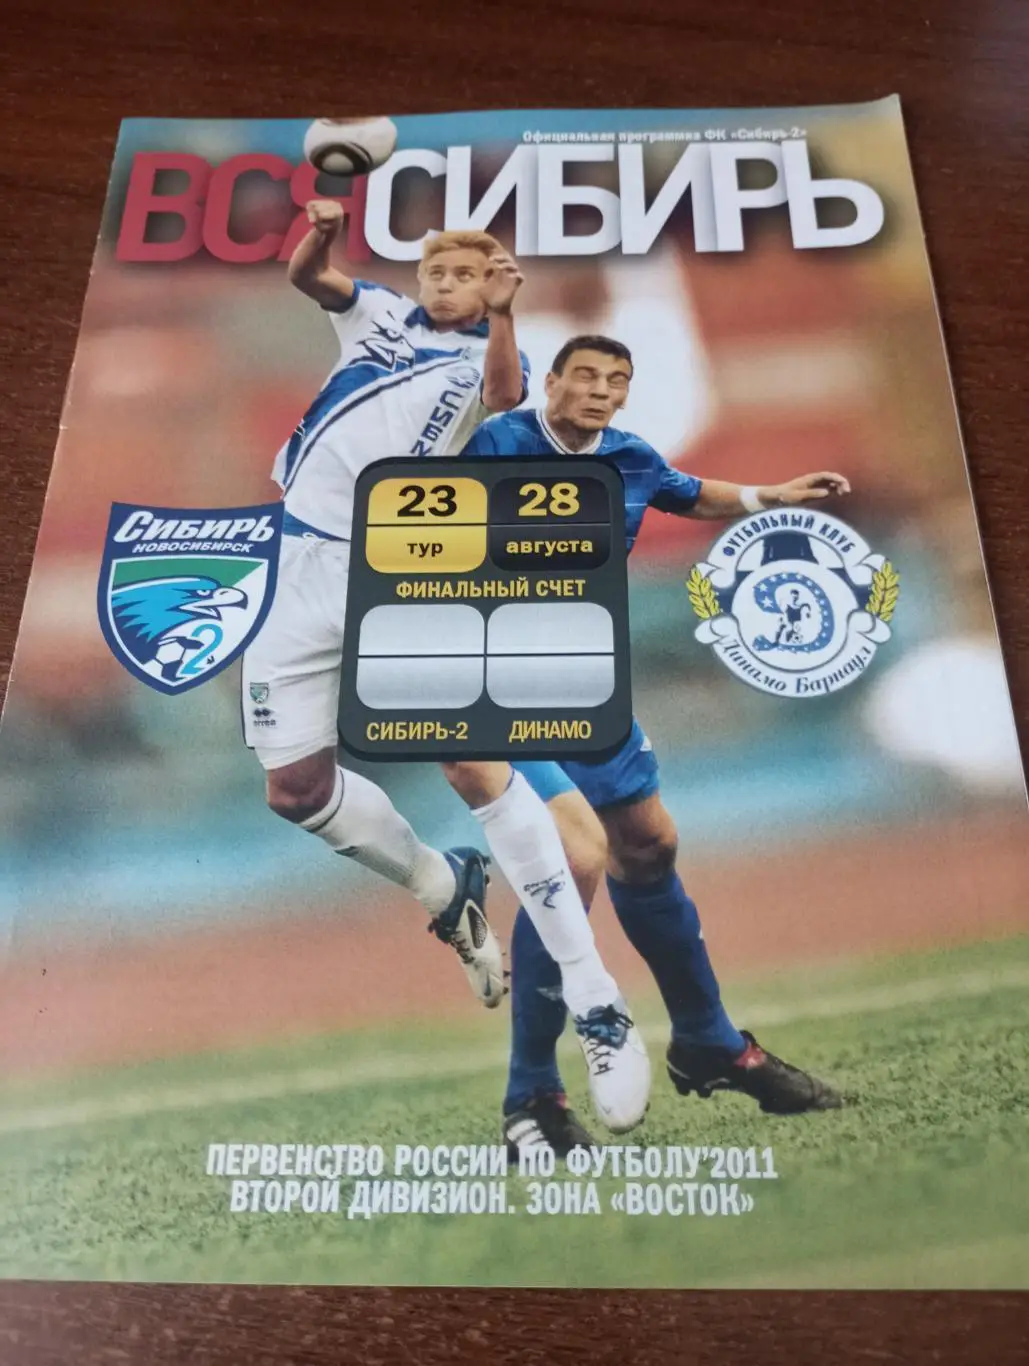 Официальная программа ФК «Сибирь-2»
ВСЯСИБИРЬ
СИБИРЬ
НОВОСИБИРСК
2
23
тур
28
августа
ФИНАЛЬНЫЙ СЧЕТ
СИБИРЬ-2
ДИНАМО
ФУТБОЛЬНЫЙ КЛУБ
Динамо Барнаул
errea
ПЕРВЕНСТВО РОССИИ ПО ФУТБОЛУ'2011
ВТОРОЙ ДИВИЗИОН. ЗОНА «ВОСТОК»